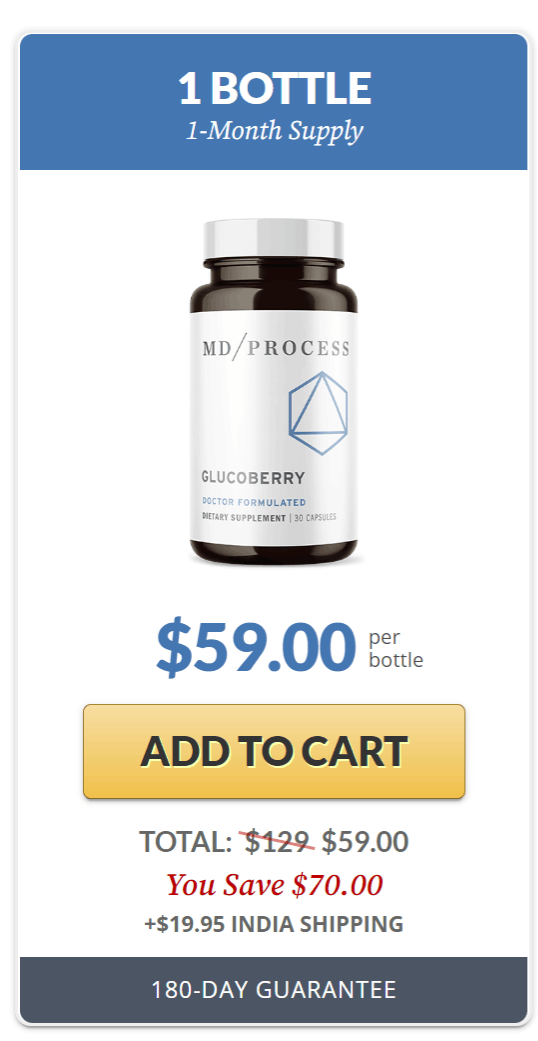 1 BOTTLE
1-Month Supply
MD/PROCESS
GLUCOBERRY
DOCTOR FORMULATED
DIETARY SUPPLEMENT | 30 CAPSULES
$59.00 per
bottle
ADD TO CART
TOTAL: $129 $59.00
You Save $70.00
+$19.95 INDIA SHIPPING
180-DAY GUARANTEE